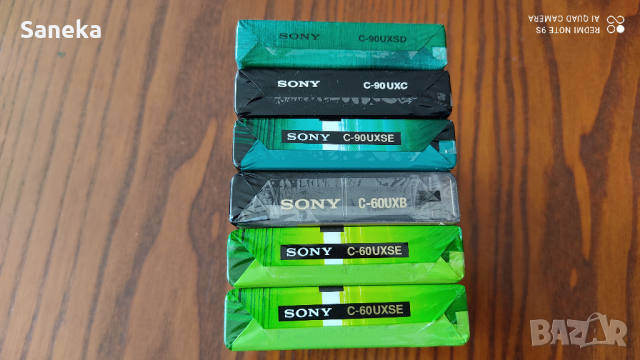 Saneka
REDMI NOTE 9S
AI QUAD CAMERA
SONY C-90UXSD
SONY C-90UXC
SONY C-90UXSE
SONY C-60UXB
SONY C-60UXSE
SONY C-60UXSE
BAZAR